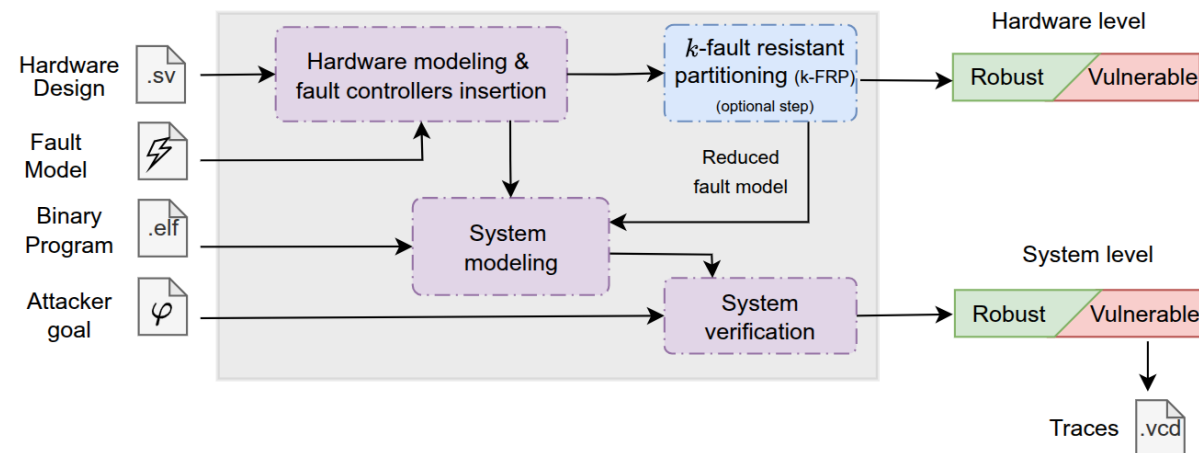 Hardware level
Hardware
Design
.sv
Hardware modeling &
fault controllers insertion
k-fault resistant
partitioning (k-FRP)
(optional step)
Robust
Vulnerable
Fault
Model
Reduced
fault model
Binary
Program
.elf
System
modeling
System level
Attacker
goal
φ
System
verification
Robust
Vulnerable
Traces
.vcd